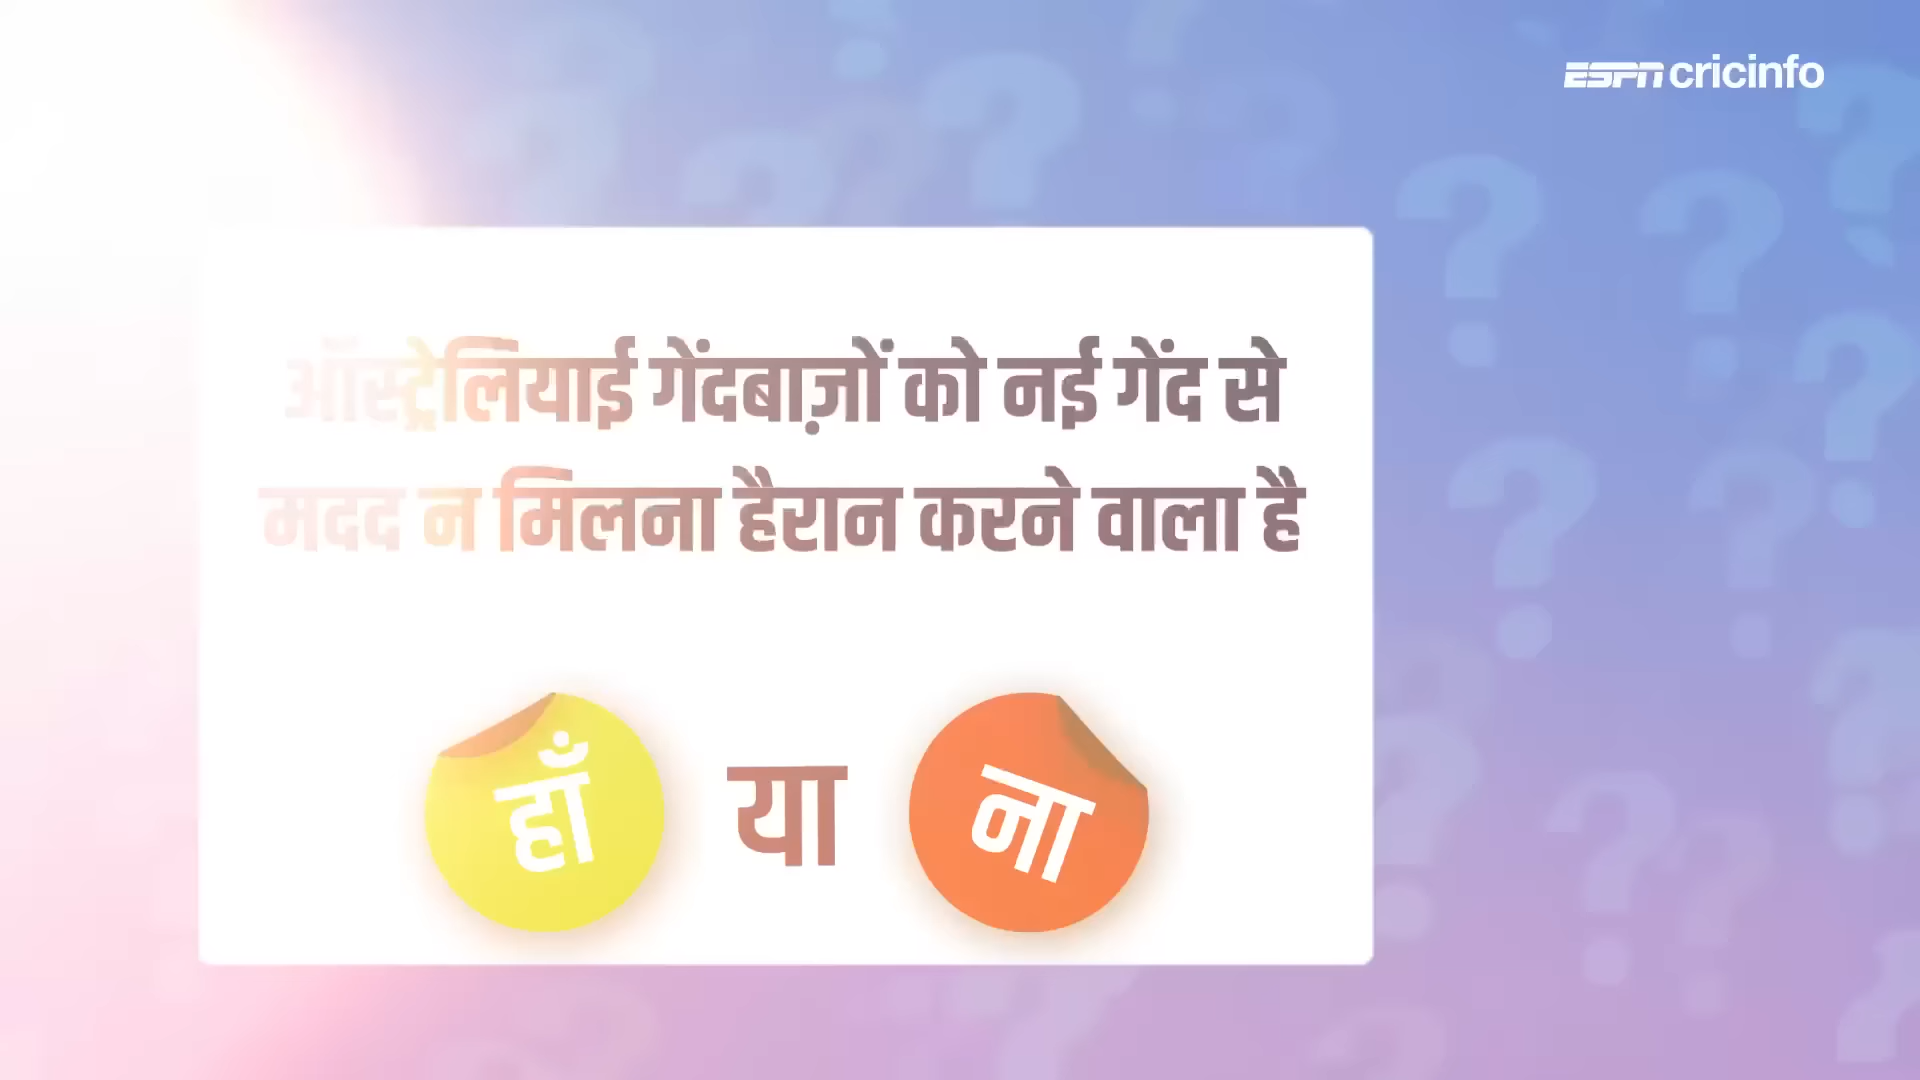 ESPNcricinfo
ऑस्ट्रेलियाई गेंदबाज़ों को नई गेंद से
मदद न मिलना हैरान करने वाला है
हाँ या ना